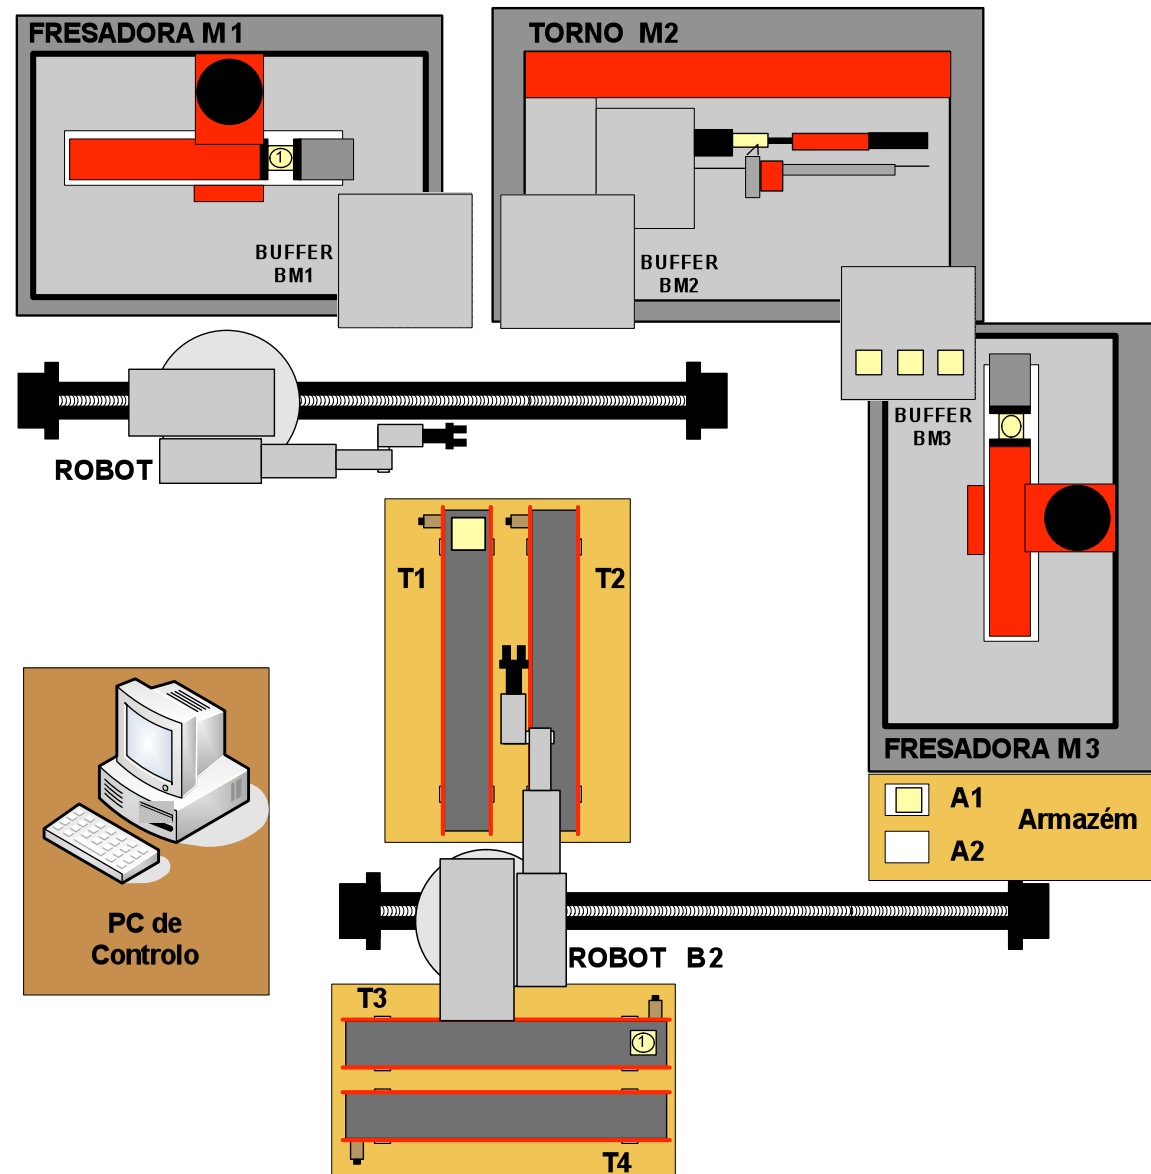 FRESADORA M1
TORNO M2
1
BUFFER
BM1
BUFFER
BM2
BUFFER
BM3
ROBOT
T1
T2
FRESADORA M3
A1
Armazém
A2
PC de
Controlo
ROBOT B2
T3
1
T4